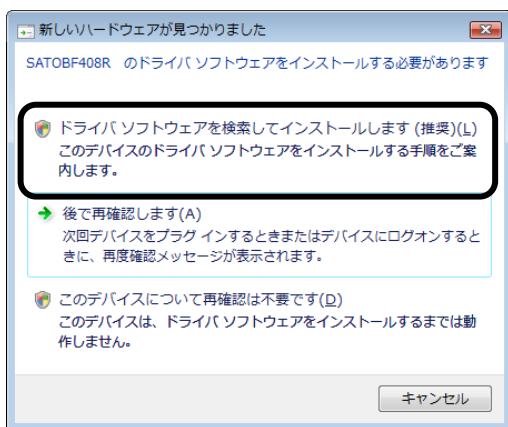 新しいハードウェアが見つかりました
SATOBF408R のドライバ ソフトウェアをインストールする必要があります
ドライバ ソフトウェアを検索してインストールします (推奨)(L)
このデバイスのドライバ ソフトウェアをインストールする手順をご案
内します。
後で再確認します(A)
次回デバイスをプラグ インするときまたはデバイスにログオンすると
きに、再度確認メッセージが表示されます。
このデバイスについて再確認は不要です(D)
このデバイスは、ドライバ ソフトウェアをインストールするまでは動
作しません。
キャンセル